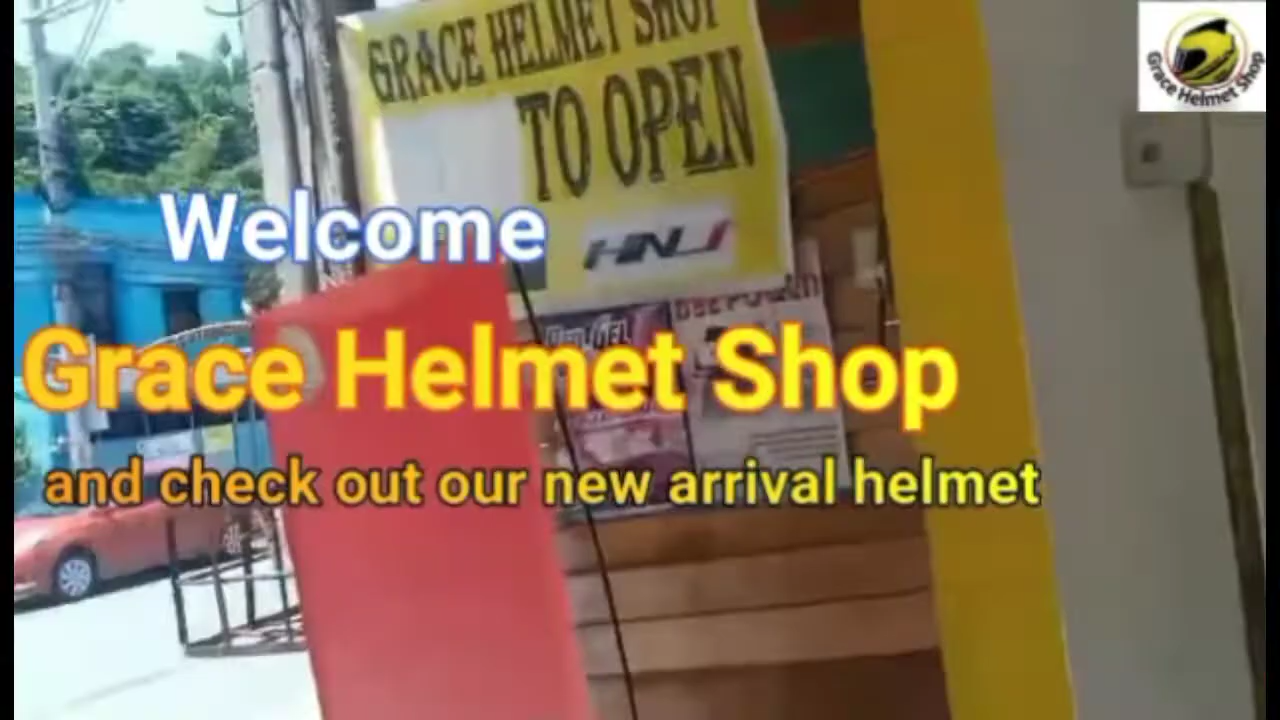 GRACE HELMET SHOP
TO OPEN
HNJ
Welcome
Grace Helmet Shop
and check out our new arrival helmet
Grace Helmet Shop